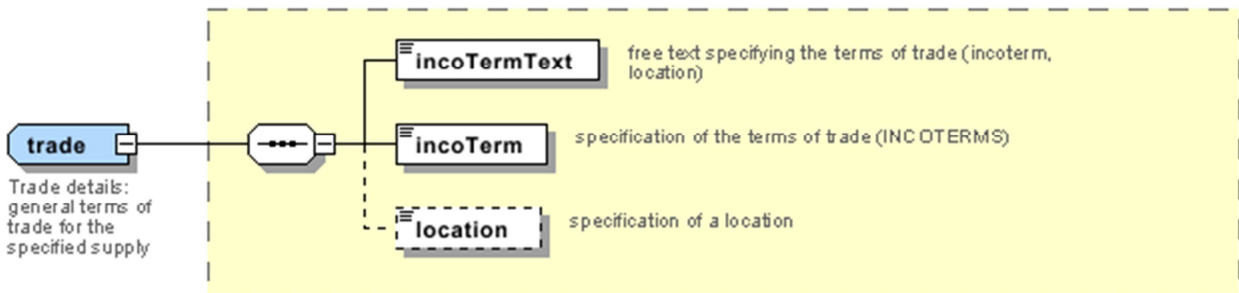 incoTermText
free text specifying the terms of trade (incoterm,
location)
trade
incoTerm
specification of the terms of trade (INCOTERMS)
Trade details:
general terms of
trade for the
specified supply
location
specification of a location